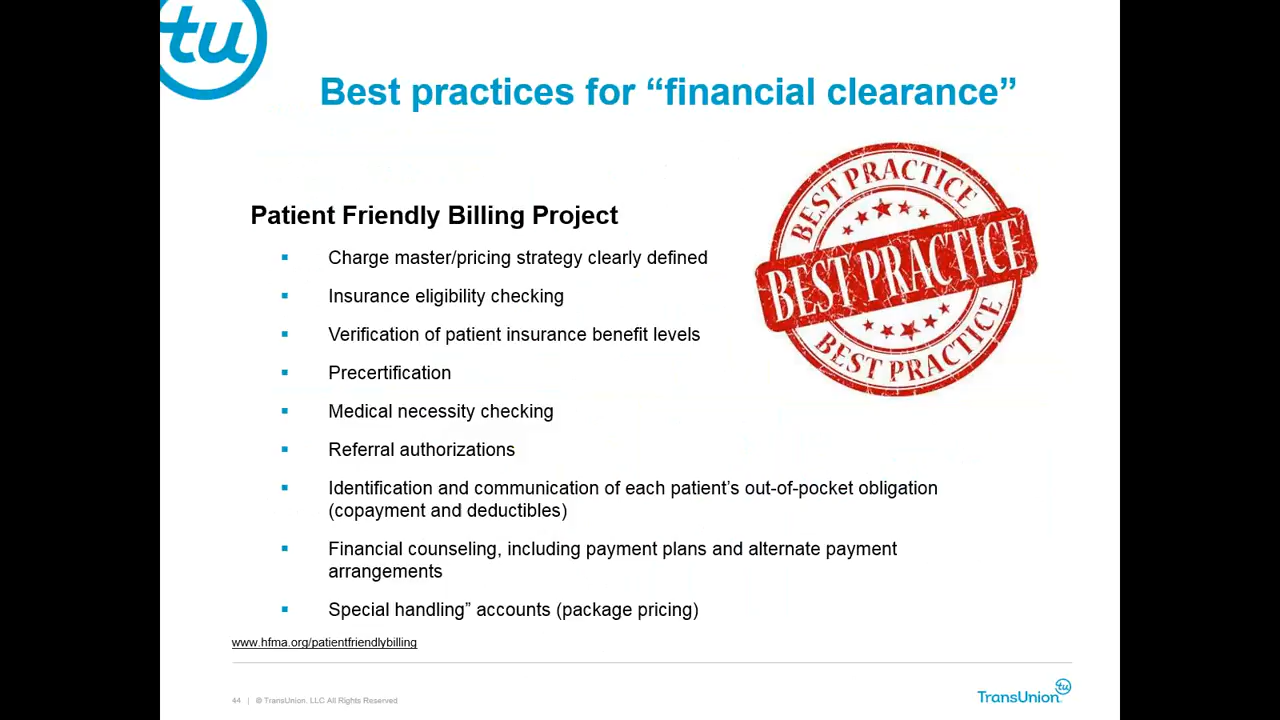 tu
Best practices for “financial clearance”
BEST PRACTICE
BEST PRACTICE
BEST PRACTICE
Patient Friendly Billing Project
▪ Charge master/pricing strategy clearly defined
▪ Insurance eligibility checking
▪ Verification of patient insurance benefit levels
▪ Precertification
▪ Medical necessity checking
▪ Referral authorizations
▪ Identification and communication of each patient’s out-of-pocket obligation
(copayment and deductibles)
▪ Financial counseling, including payment plans and alternate payment
arrangements
▪ Special handling” accounts (package pricing)
www.hfma.org/patientfriendlybilling
44 | © TransUnion. LLC All Rights Reserved
tu
TransUnion